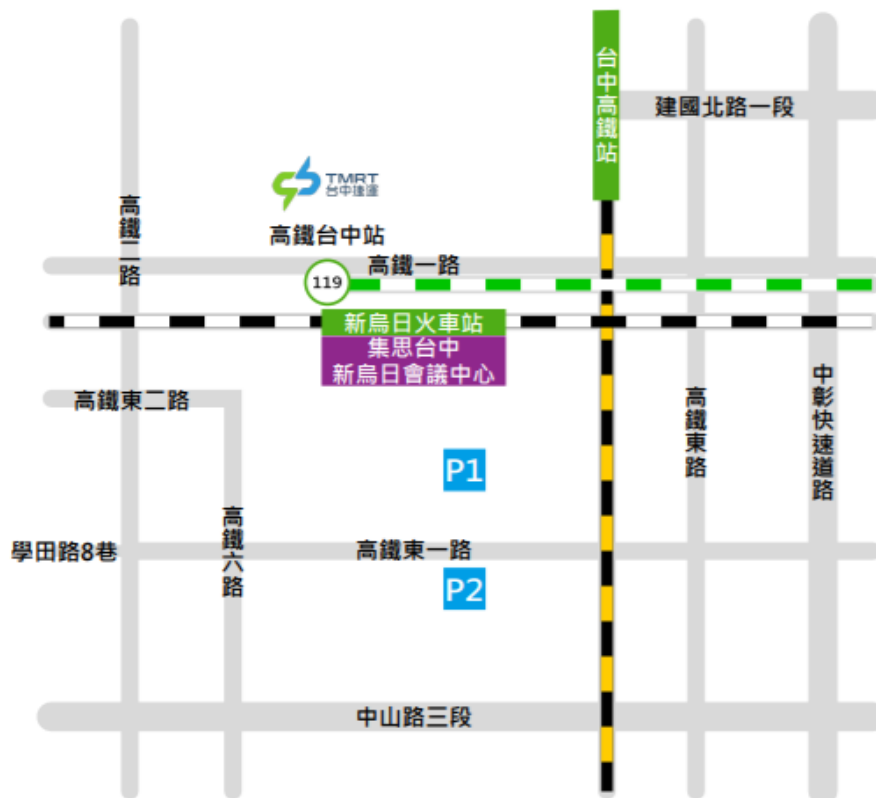 台中高鐵站
建國北路一段
TMRT
台中捷運
高鐵二路
高鐵台中站
高鐵一路
119
新烏日火車站
集思台中
新烏日會議中心
高鐵東二路
高鐵東路
中彰快速道路
P1
高鐵六路
學田路8巷
高鐵東一路
P2
中山路三段